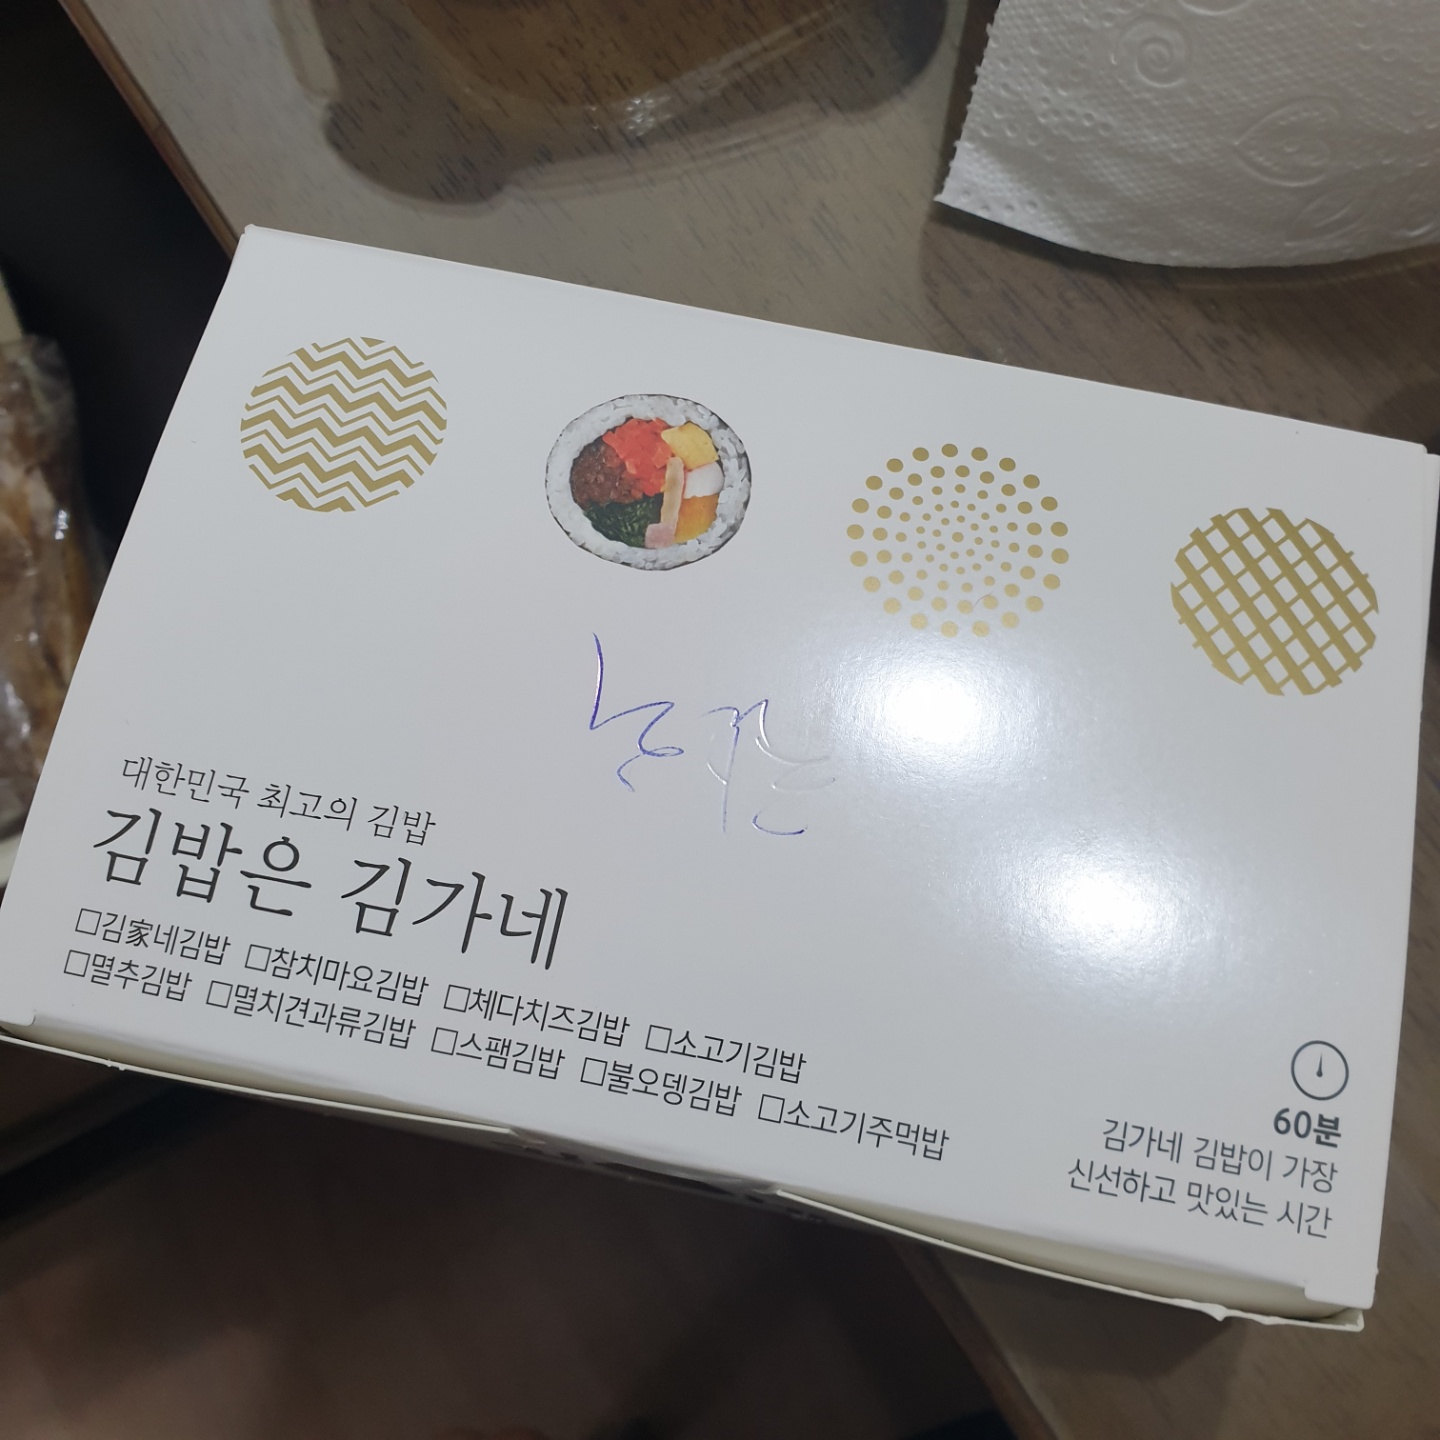 대한민국 최고의 김밥
김밥은 김가네
□김家네김밥 □참치마요김밥 □체다치즈김밥 □소고기김밥
□멸추김밥 □멸치견과류김밥 □스팸김밥 □불오뎅김밥 □소고기주먹밥
60분
김가네 김밥이 가장
신선하고 맛있는 시간